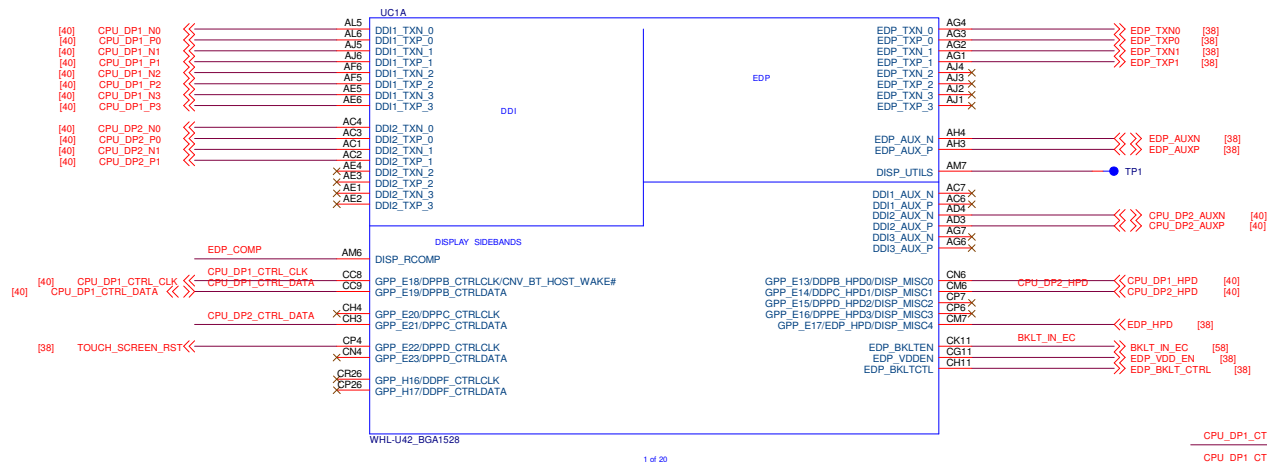 UC1A
[40] CPU_DP1_N0 AL5 DDI1_TXN_0 EDP_TXN_0 AG4 EDP_TXN0 [38]
[40] CPU_DP1_P0 AL6 DDI1_TXP_0 EDP_TXP_0 AG3 EDP_TXP0 [38]
[40] CPU_DP1_N1 AJ5 DDI1_TXN_1 EDP_TXN_1 AG2 EDP_TXN1 [38]
[40] CPU_DP1_P1 AJ6 DDI1_TXP_1 EDP_TXP_1 AG1 EDP_TXP1 [38]
[40] CPU_DP1_N2 AF6 DDI1_TXN_2 EDP_TXN_2 AJ4
[40] CPU_DP1_P2 AF5 DDI1_TXP_2 EDP EDP_TXP_2 AJ3
[40] CPU_DP1_N3 AE5 DDI1_TXN_3 EDP_TXN_3 AJ2
[40] CPU_DP1_P3 AE6 DDI1_TXP_3 EDP_TXP_3 AJ1
DDI
[40] CPU_DP2_N0 AC4 DDI2_TXN_0
[40] CPU_DP2_P0 AC3 DDI2_TXP_0 EDP_AUX_N AH4 EDP_AUXN [38]
[40] CPU_DP2_N1 AC1 DDI2_TXN_1 EDP_AUX_P AH3 EDP_AUXP [38]
[40] CPU_DP2_P1 AC2 DDI2_TXP_1
AE4 DDI2_TXN_2 DISP_UTILS AM7 TP1
AE3 DDI2_TXP_2
AE1 DDI2_TXN_3 DDI1_AUX_N AC7
AE2 DDI2_TXP_3 DDI1_AUX_P AC6
DDI2_AUX_N AD4 CPU_DP2_AUXN [40]
DDI2_AUX_P AD3 CPU_DP2_AUXP [40]
DDI3_AUX_N AG7
DISPLAY SIDEBANDS DDI3_AUX_P AG6
EDP_COMP AM6 DISP_RCOMP
CPU_DP1_CTRL_CLK
[40] CPU_DP1_CTRL_CLK CPU_DP1_CTRL_DATA CC8 GPP_E18/DPPB_CTRLCLK/CNV_BT_HOST_WAKE# GPP_E13/DDPB_HPD0/DISP_MISC0 CN6 CPU_DP2_HPD CPU_DP1_HPD [40]
[40] CPU_DP1_CTRL_DATA CC9 GPP_E19/DPPB_CTRLDATA GPP_E14/DDPC_HPD1/DISP_MISC1 CM6 CPU_DP2_HPD [40]
GPP_E15/DPPD_HPD2/DISP_MISC2 CP7
CH4 GPP_E20/DPPC_CTRLCLK GPP_E16/DPPE_HPD3/DISP_MISC3 CP6
CPU_DP2_CTRL_DATA CH3 GPP_E21/DPPC_CTRLDATA GPP_E17/EDP_HPD/DISP_MISC4 CM7 EDP_HPD [38]
BKLT_IN_EC
[38] TOUCH_SCREEN_RST CP4 GPP_E22/DPPD_CTRLCLK EDP_BKLTEN CK11 BKLT_IN_EC [58]
CN4 GPP_E23/DPPD_CTRLDATA EDP_VDDEN CG11 EDP_VDD_EN [38]
EDP_BKLTCTL CH11 EDP_BKLT_CTRL [38]
CR26 GPP_H16/DDPF_CTRLCLK
CP26 GPP_H17/DDPF_CTRLDATA
WHL-U42_BGA1528
CPU_DP1_CT
1 of 20
CPU_DP1_CT